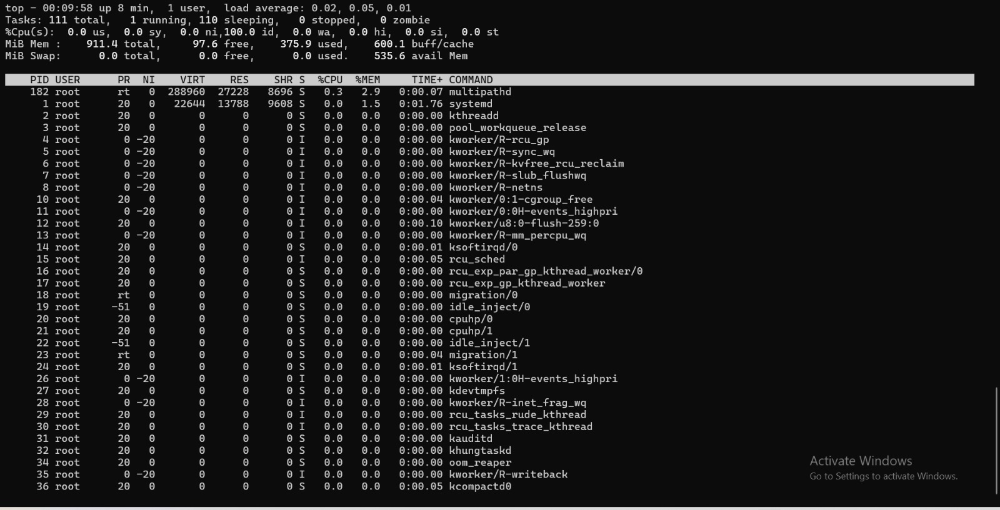 top - 00:09:58 up 8 min,  1 user,  load average: 0.02, 0.05, 0.01
Tasks: 111 total,   1 running, 110 sleeping,   0 stopped,   0 zombie
%Cpu(s):  0.0 us,  0.0 sy,  0.0 ni,100.0 id,  0.0 wa,  0.0 hi,  0.0 si,  0.0 st
MiB Mem :    911.4 total,     97.6 free,    375.9 used,    600.1 buff/cache
MiB Swap:      0.0 total,      0.0 free,      0.0 used.    535.6 avail Mem
PID USER      PR  NI    VIRT    RES    SHR S  %CPU  %MEM     TIME+ COMMAND
182 root      rt   0  288960  27228   8696 S   0.3   2.9   0:00.07 multipathd
1 root      20   0   22644  13788   9608 S   0.0   1.5   0:01.76 systemd
2 root      20   0       0      0      0 S   0.0   0.0   0:00.00 kthreadd
3 root      20   0       0      0      0 S   0.0   0.0   0:00.00 pool_workqueue_release
4 root       0 -20       0      0      0 I   0.0   0.0   0:00.00 kworker/R-rcu_gp
5 root       0 -20       0      0      0 I   0.0   0.0   0:00.00 kworker/R-sync_wq
6 root       0 -20       0      0      0 I   0.0   0.0   0:00.00 kworker/R-kvfree_rcu_reclaim
7 root       0 -20       0      0      0 I   0.0   0.0   0:00.00 kworker/R-slub_flushwq
8 root       0 -20       0      0      0 I   0.0   0.0   0:00.00 kworker/R-netns
10 root      20   0       0      0      0 I   0.0   0.0   0:00.04 kworker/0:1-cgroup_free
11 root       0 -20       0      0      0 I   0.0   0.0   0:00.00 kworker/0:0H-events_highpri
12 root      20   0       0      0      0 I   0.0   0.0   0:00.10 kworker/u8:0-flush-259:0
13 root       0 -20       0      0      0 I   0.0   0.0   0:00.00 kworker/R-mm_percpu_wq
14 root      20   0       0      0      0 S   0.0   0.0   0:00.01 ksoftirqd/0
15 root      20   0       0      0      0 I   0.0   0.0   0:00.05 rcu_sched
16 root      20   0       0      0      0 S   0.0   0.0   0:00.00 rcu_exp_par_gp_kthread_worker/0
17 root      20   0       0      0      0 S   0.0   0.0   0:00.00 rcu_exp_gp_kthread_worker
18 root      rt   0       0      0      0 S   0.0   0.0   0:00.00 migration/0
19 root     -51   0       0      0      0 S   0.0   0.0   0:00.00 idle_inject/0
20 root      20   0       0      0      0 S   0.0   0.0   0:00.00 cpuhp/0
21 root      20   0       0      0      0 S   0.0   0.0   0:00.00 cpuhp/1
22 root     -51   0       0      0      0 S   0.0   0.0   0:00.00 idle_inject/1
23 root      rt   0       0      0      0 S   0.0   0.0   0:00.04 migration/1
24 root      20   0       0      0      0 S   0.0   0.0   0:00.01 ksoftirqd/1
26 root       0 -20       0      0      0 I   0.0   0.0   0:00.00 kworker/1:0H-events_highpri
27 root      20   0       0      0      0 S   0.0   0.0   0:00.00 kdevtmpfs
28 root       0 -20       0      0      0 I   0.0   0.0   0:00.00 kworker/R-inet_frag_wq
29 root      20   0       0      0      0 I   0.0   0.0   0:00.00 rcu_tasks_rude_kthread
30 root      20   0       0      0      0 I   0.0   0.0   0:00.00 rcu_tasks_trace_kthread
31 root      20   0       0      0      0 S   0.0   0.0   0:00.00 kauditd
32 root      20   0       0      0      0 S   0.0   0.0   0:00.00 khungtaskd
34 root      20   0       0      0      0 S   0.0   0.0   0:00.00 oom_reaper
35 root       0 -20       0      0      0 I   0.0   0.0   0:00.00 kworker/R-writeback
36 root      20   0       0      0      0 S   0.0   0.0   0:00.05 kcompactd0
Activate Windows
Go to Settings to activate Windows.